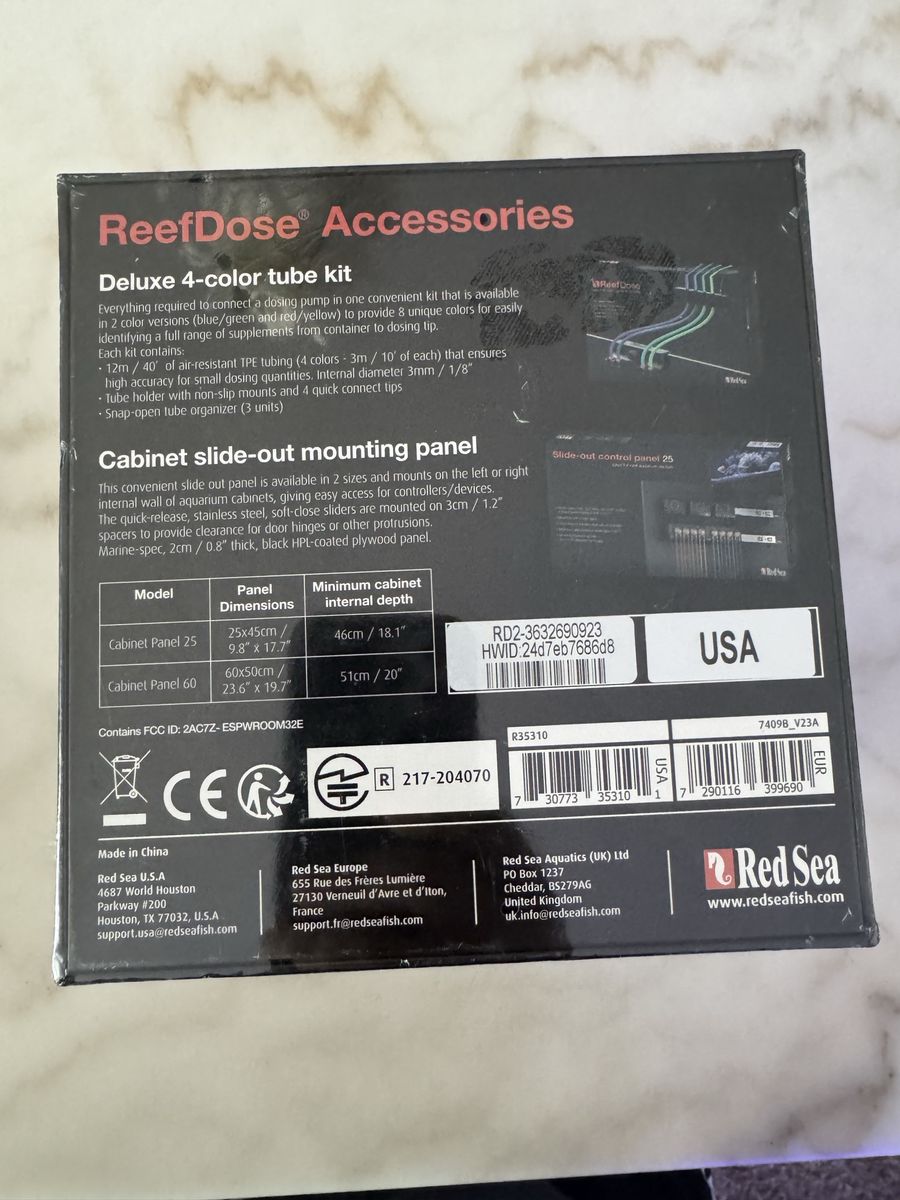 ReefDose® Accessories
Deluxe 4-color tube kit
Everything required to connect a dosing pump in one convenient kit that is available
in 2 color versions (blue/green and red/yellow) to provide 8 unique colors for easily
identifying a full range of supplements from container to dosing tip.
Each kit contains:
· 12m / 40' of air-resistant TPE tubing (4 colors - 3m / 10' of each) that ensures
high accuracy for small dosing quantities. Internal diameter 3mm / 1/8"
· Tube holder with non-slip mounts and 4 quick connect tips
· Snap-open tube organizer (3 units)
ReefDose
Red Sea
Cabinet slide-out mounting panel
This convenient slide out panel is available in 2 sizes and mounts on the left or right
internal wall of aquarium cabinets, giving easy access for controllers/devices.
The quick-release, stainless steel, soft-close sliders are mounted on 3cm / 1.2"
spacers to provide clearance for door hinges or other protrusions.
Marine-spec, 2cm / 0.8" thick, black HPL-coated plywood panel.
Slide-out control panel 25
Red Sea
Model
Panel Dimensions
Minimum cabinet internal depth
Cabinet Panel 25
25x45cm / 9.8" x 17.7"
46cm / 18.1"
Cabinet Panel 60
60x50cm / 23.6" x 19.7"
51cm / 20"
RD2-3632690923
HWID:24d7eb7686d8
USA
Contains FCC ID: 2AC7Z- ESPWROOM32E
CE
R 217-204070
R35310
7 30773 35310 1
USA
7409B_V23A
7 290116 399690
EUR
Made in China
Red Sea U.S.A
4687 World Houston
Parkway #200
Houston, TX 77032, U.S.A
support.usa@redseafish.com
Red Sea Europe
655 Rue des Frères Lumière
27130 Verneuil d'Avre et d'Iton,
France
support.fr@redseafish.com
Red Sea Aquatics (UK) Ltd
PO Box 1237
Cheddar, BS279AG
United Kingdom
uk.info@redseafish.com
Red Sea
www.redseafish.com